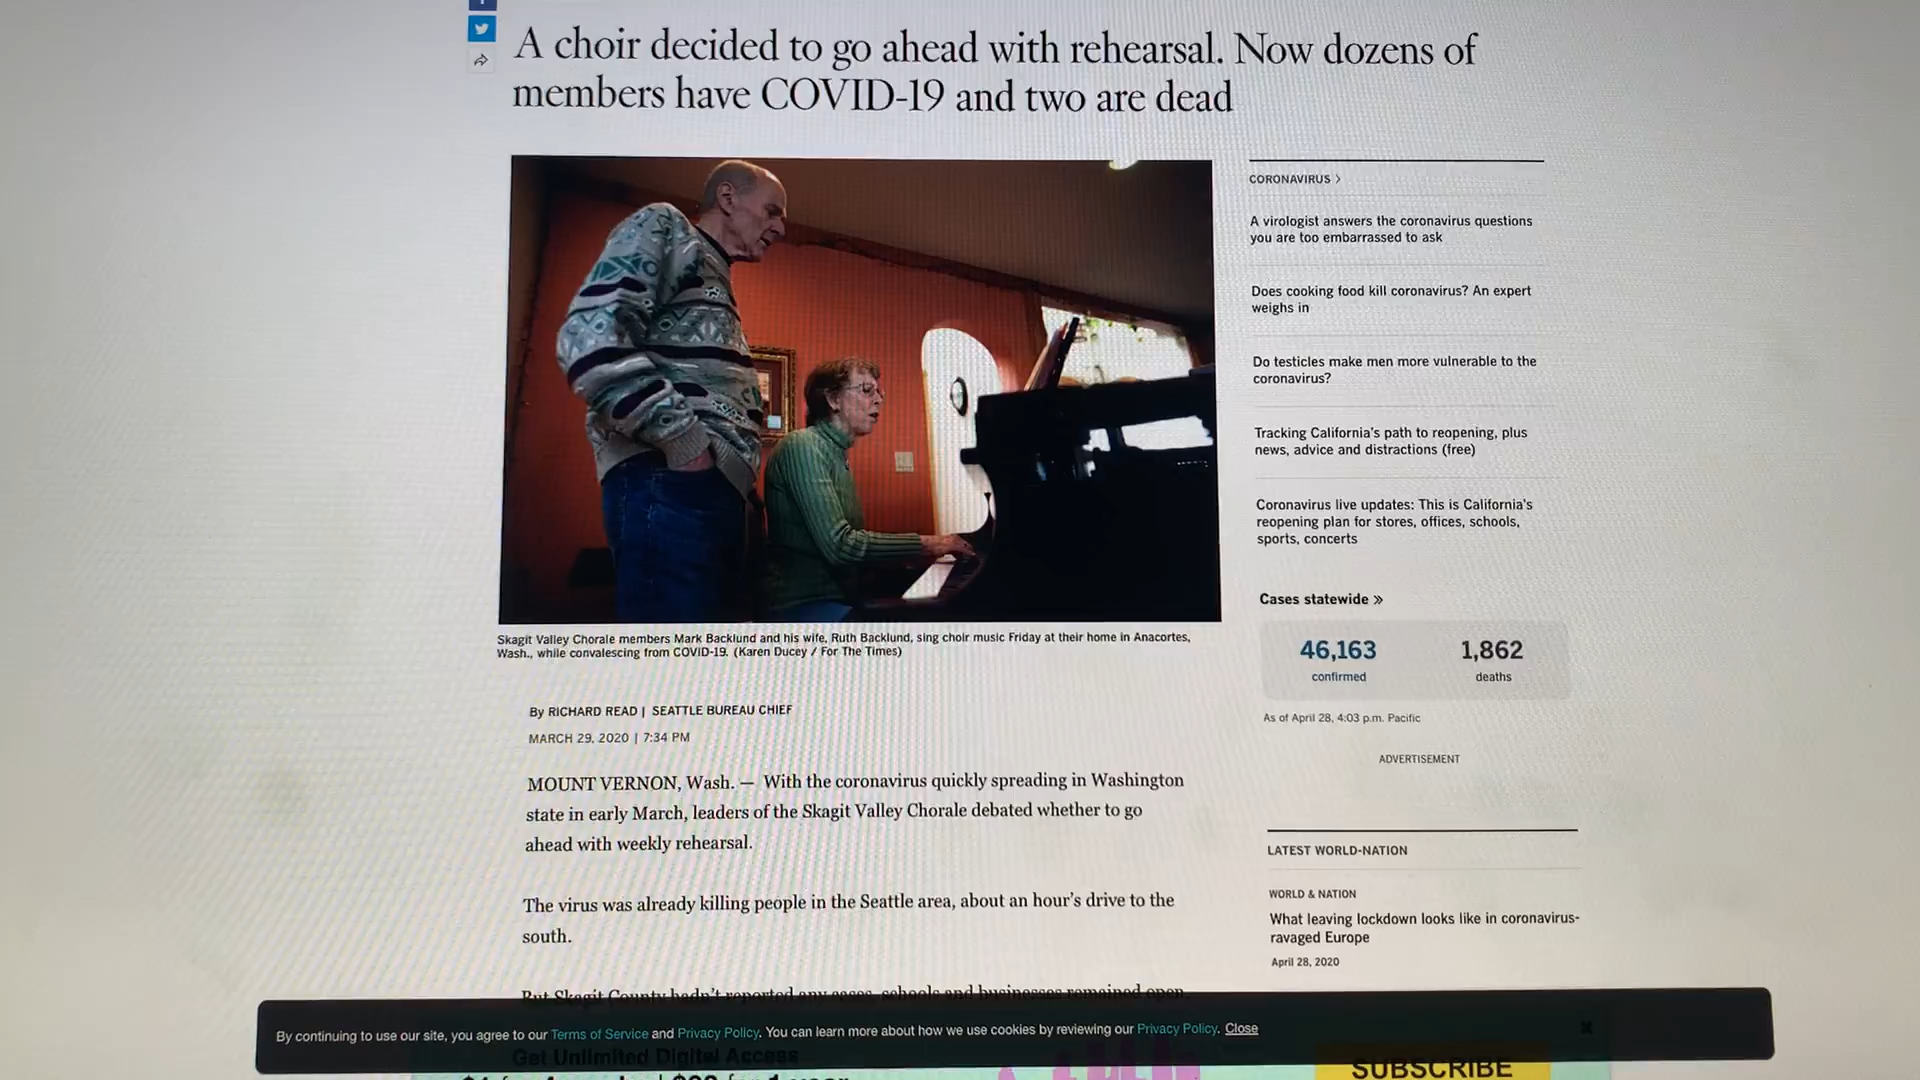 A choir decided to go ahead with rehearsal. Now dozens of
members have COVID-19 and two are dead
Skagit Valley Chorale members Mark Backlund and his wife, Ruth Backlund, sing choir music Friday at their home in Anacortes,
Wash., while convalescing from COVID-19. (Karen Ducey / For The Times)
By RICHARD READ | SEATTLE BUREAU CHIEF
MARCH 29, 2020 | 7:34 PM
MOUNT VERNON, Wash. — With the coronavirus quickly spreading in Washington
state in early March, leaders of the Skagit Valley Chorale debated whether to go
ahead with weekly rehearsal.
The virus was already killing people in the Seattle area, about an hour's drive to the
south.
But Skagit County hadn't reported any cases, schools and businesses remained open
CORONAVIRUS >
A virologist answers the coronavirus questions
you are too embarrassed to ask
Does cooking food kill coronavirus? An expert
weighs in
Do testicles make men more vulnerable to the
coronavirus?
Tracking California's path to reopening, plus
news, advice and distractions (free)
Coronavirus live updates: This is California's
reopening plan for stores, offices, schools,
sports, concerts
Cases statewide »
46,163 1,862
confirmed deaths
As of April 28, 4:03 p.m. Pacific
ADVERTISEMENT
LATEST WORLD-NATION
WORLD & NATION
What leaving lockdown looks like in coronavirus-
ravaged Europe
April 28, 2020
By continuing to use our site, you agree to our Terms of Service and Privacy Policy. You can learn more about how we use cookies by reviewing our Privacy Policy. Close
Get Unlimited Digital Access
SUBSCRIBE